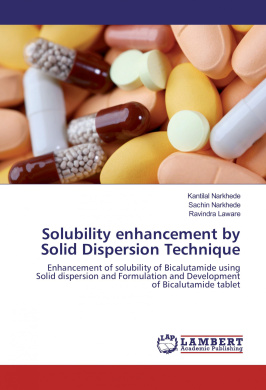 Kantilal Narkhede
Sachin Narkhede
Ravindra Laware
Solubility enhancement by
Solid Dispersion Technique
Enhancement of solubility of Bicalutamide using
Solid dispersion and Formulation and Development
of Bicalutamide tablet
LAP LAMBERT
Academic Publishing